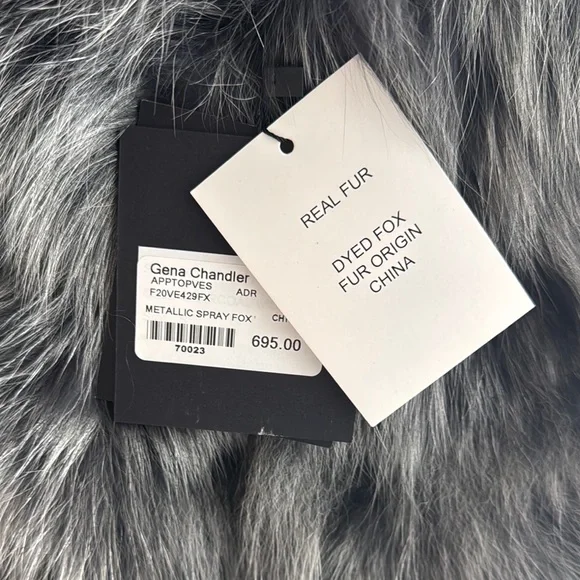 Gena Chandler
APPTOPVES
F20VE429FX ADR
METALLIC SPRAY FOX
70023
695.00
REAL FUR
DYED FOX
FUR ORIGIN
CHINA